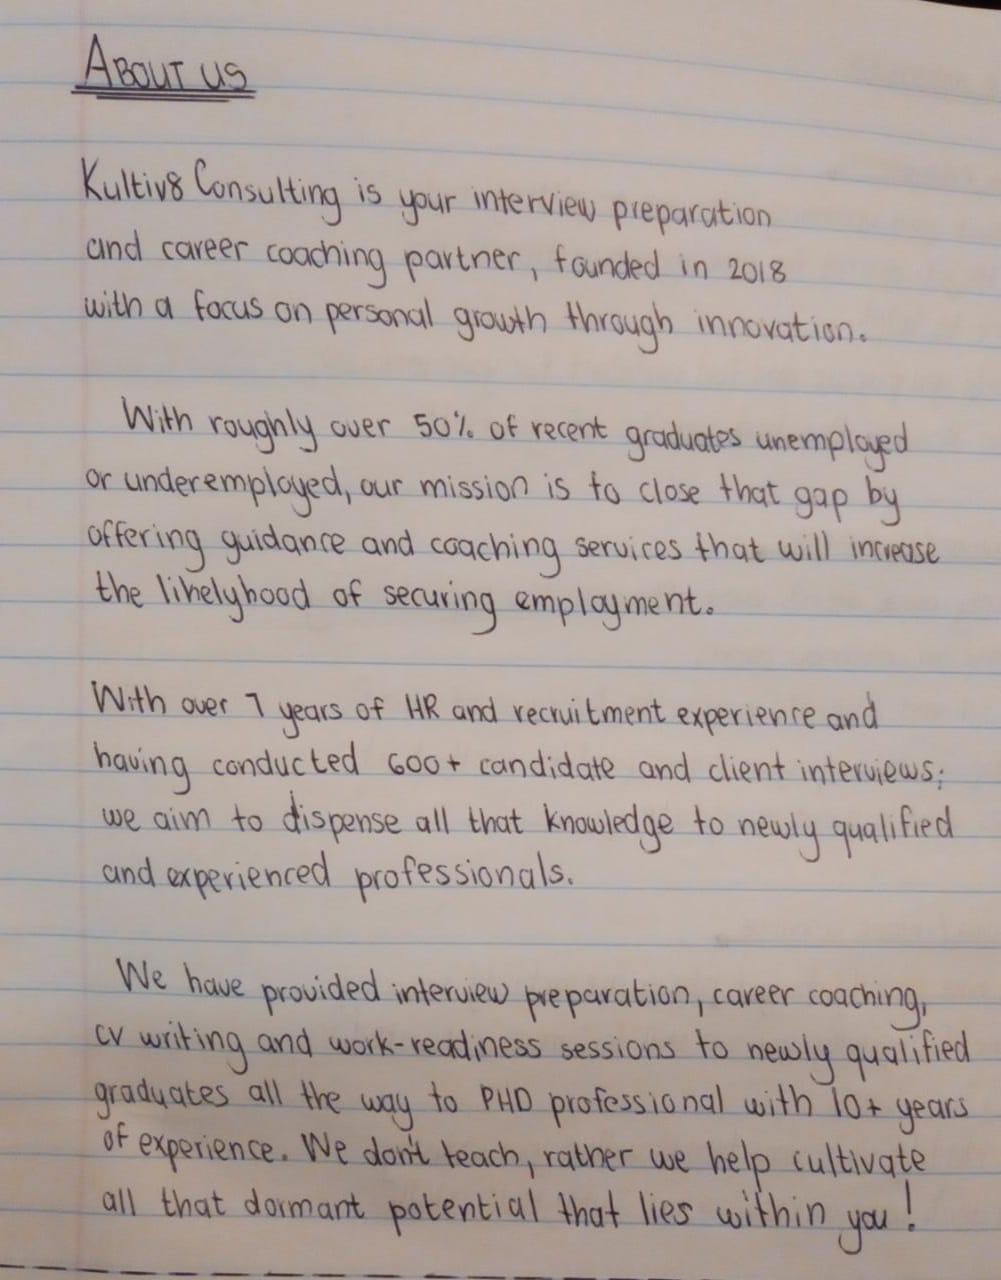 ABOUT US
Kultiv8 Consulting is your interview preparation
and career coaching partner, founded in 2018
with a focus on personal growth through innovation.
With roughly over 50% of recent graduates unemployed
or underemployed, our mission is to close that gap by
offering guidance and coaching services that will increase
the likelyhood of securing employment.
With over 7 years of HR and recruitment experience and
having conducted 600+ candidate and client interviews;
we aim to dispense all that knowledge to newly qualified
and experienced professionals.
We have provided interview preparation, career coaching,
CV writing and work-readiness sessions to newly qualified
graduates all the way to PHD professional with 10+ years
of experience. We don't teach, rather we help cultivate
all that dormant potential that lies within you!